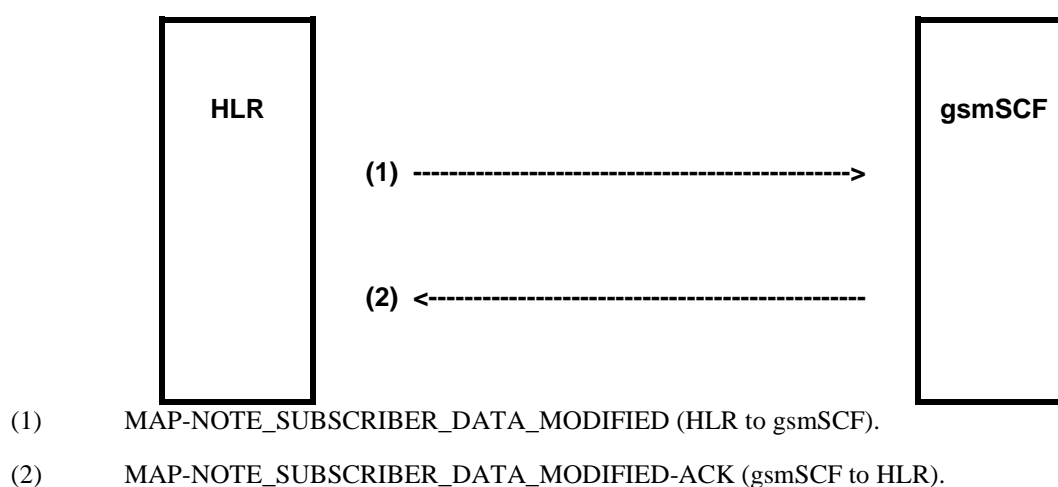 HLR
gsmSCF
(1) ------------------------------------------------->
(2) <-------------------------------------------------
(1) MAP-NOTE_SUBSCRIBER_DATA_MODIFIED (HLR to gsmSCF).
(2) MAP-NOTE_SUBSCRIBER_DATA_MODIFIED-ACK (gsmSCF to HLR).